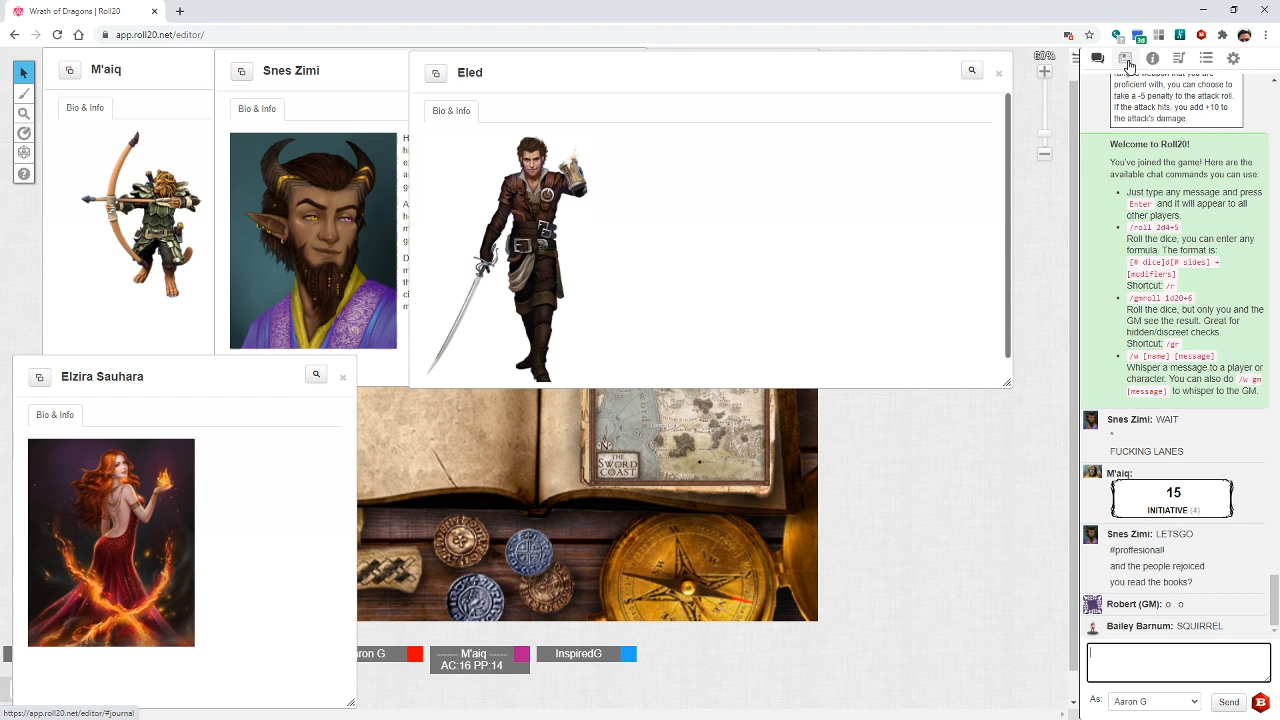 Wrath of Dragons | Roll20
app.roll20.net/editor/
3d
M'aiq
Bio & Info
Snes Zimi
Bio & Info
Eled
Bio & Info
60%
proficient with, you can choose to
take a -5 penalty to the attack roll.
If the attack hits, you add +10 to
the attack's damage.
Welcome to Roll20!
You've joined the game! Here are the
available chat commands you can use:
Just type any message and press
Enter and it will appear to all
other players.
/roll 2d4+5
Roll the dice, you can enter any
formula. The format is:
[# dice]d[# sides] +
[modifiers]
Shortcut: /r
/gmroll 1d20+6
Roll the dice, but only you and the
GM see the result. Great for
hidden/discreet checks.
Shortcut: /gr
/w [name] [message]
Whisper a message to a player or
character. You can also do /w gm
[message] to whisper to the GM.
Snes Zimi: WAIT
*
FUCKING LANES
M'aiq:
15
INITIATIVE (4)
Snes Zimi: LETSGO
#proffesional!
and the people rejoiced
you read the books?
Robert (GM): o . o
Bailey Barnum: SQUIRREL
As: Aaron G
Send
Elzira Sauhara
Bio & Info
THE
SWORD
COAST
ron G
M'aiq
AC:16 PP:14
InspiredG
https://app.roll20.net/editor/#journal